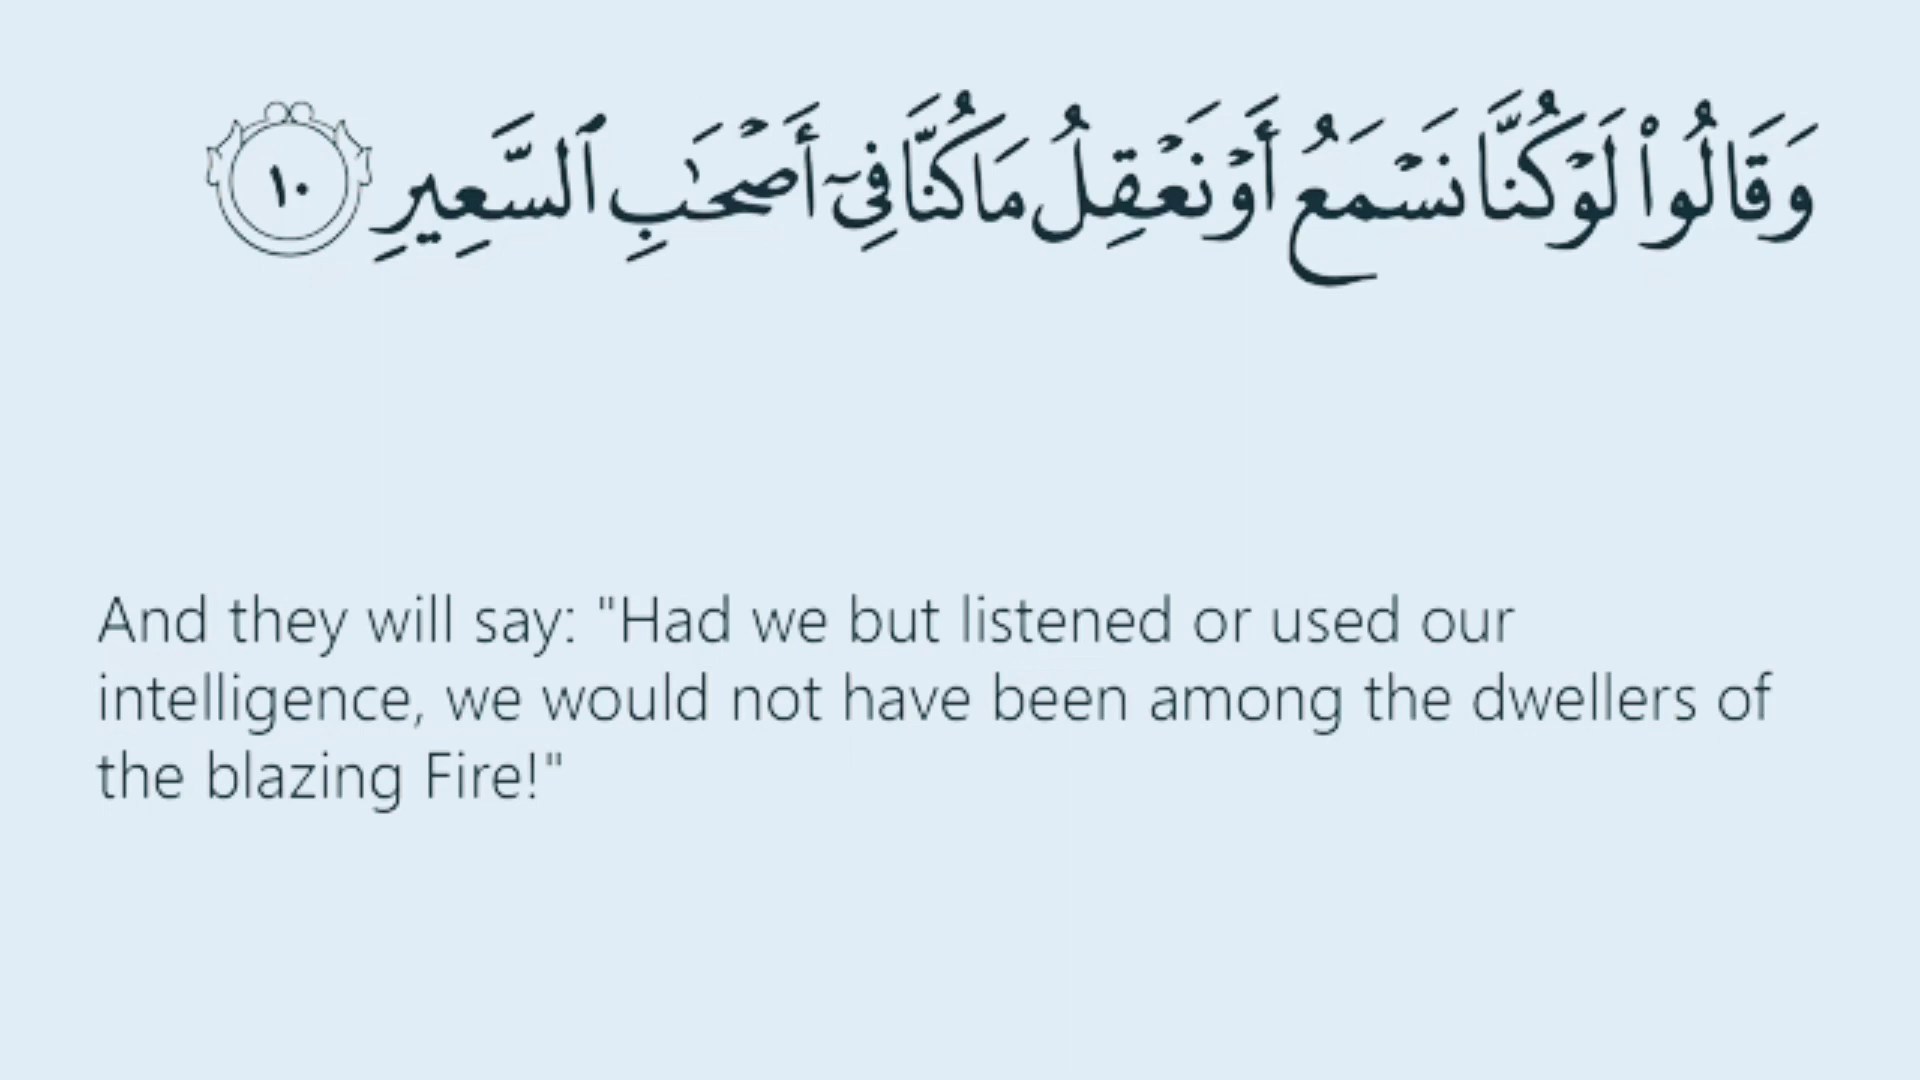 وَقَالُوا۟ لَوْ كُنَّا نَسْمَعُ أَوْ نَعْقِلُ مَا كُنَّا فِىٓ أَصْحَـٰبِ ٱلسَّعِيرِ ١٠
And they will say: "Had we but listened or used our
intelligence, we would not have been among the dwellers of
the blazing Fire!"